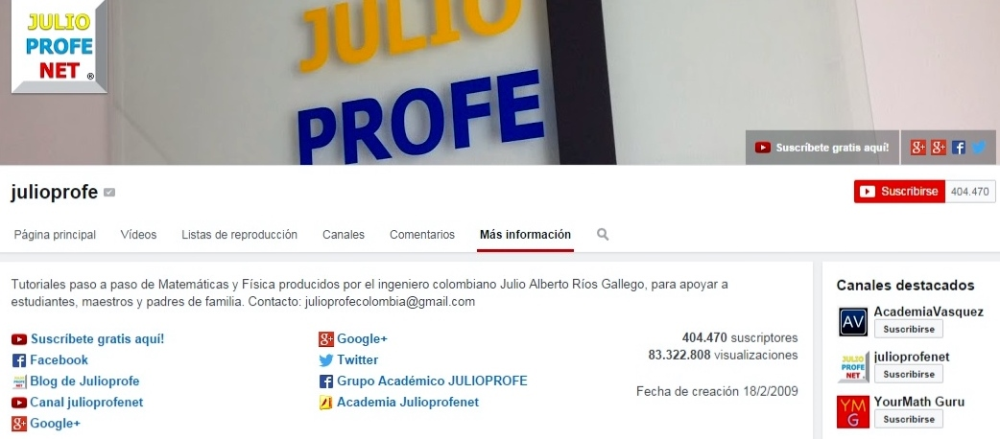 JULIO
PROFE
NET ®
JULIO
PROFE
Suscríbete gratis aquí!
julioprofe
Suscribirse 404.470
Página principal Vídeos Listas de reproducción Canales Comentarios Más información
Tutoriales paso a paso de Matemáticas y Física producidos por el ingeniero colombiano Julio Alberto Ríos Gallego, para apoyar a
estudiantes, maestros y padres de familia. Contacto: julioprofecolombia@gmail.com
Suscríbete gratis aquí!
Facebook
Blog de Julioprofe
Canal julioprofenet
Google+
Google+
Twitter
Grupo Académico JULIOPROFE
Academia Julioprofenet
404.470 suscriptores
83.322.808 visualizaciones
Fecha de creación 18/2/2009
Canales destacados
AV
AcademiaVasquez
Suscribirse
JULIO
PROFE
NET
julioprofenet
Suscribirse
YM
G
YourMath Guru
Suscribirse